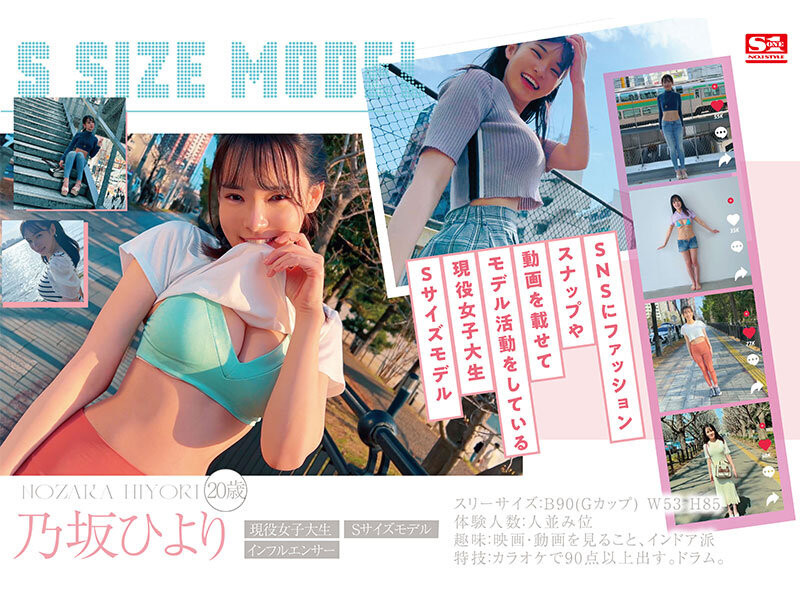 S SIZE MODEL
S ONE
NO.1 STYLE
SNSにファッション
スナップや
動画を載せて
モデル活動をしている
現役女子大生
Sサイズモデル
NOZAKA HIYORI 20歳
乃坂ひより
現役女子大生
Sサイズモデル
インフルエンサー
スリーサイズ:B90(Gカップ) W53 H85
体験人数:人並み位
趣味:映画・動画を見ること、インドア派
特技:カラオケで90点以上出す。ドラム。